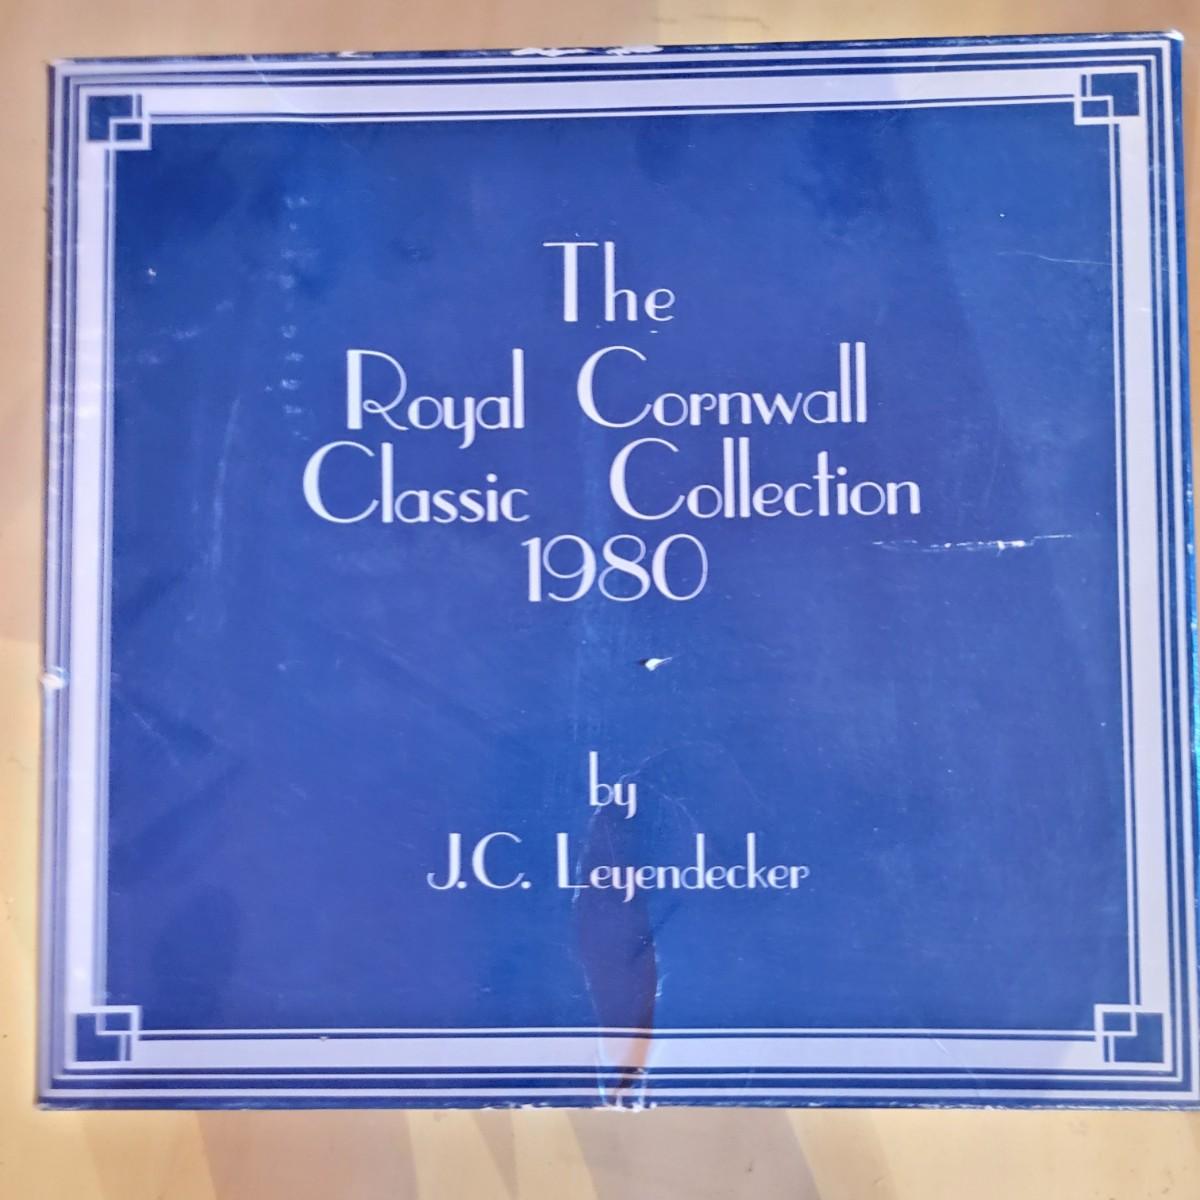 The
Royal Cornwall
Classic Collection
1980
by
J.C. Leyendecker